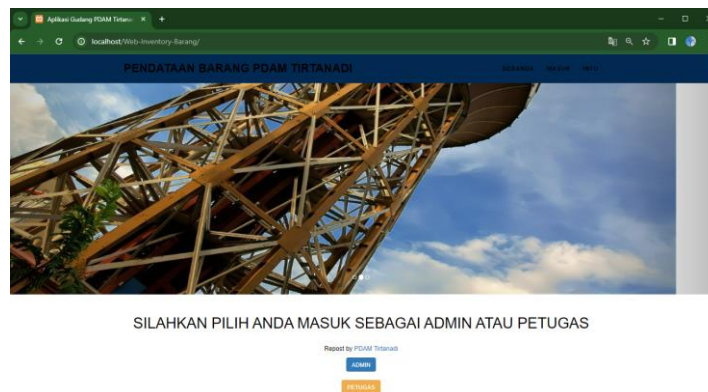 Aplikasi Gudang PDAM Tirtana
localhost/Web-Inventory-Barang/
PENDATAAN BARANG PDAM TIRTANADI
BERANDA MASUK INFO
SILAHKAN PILIH ANDA MASUK SEBAGAI ADMIN ATAU PETUGAS
Repost by PDAM Tirtanadi
ADMIN
PETUGAS